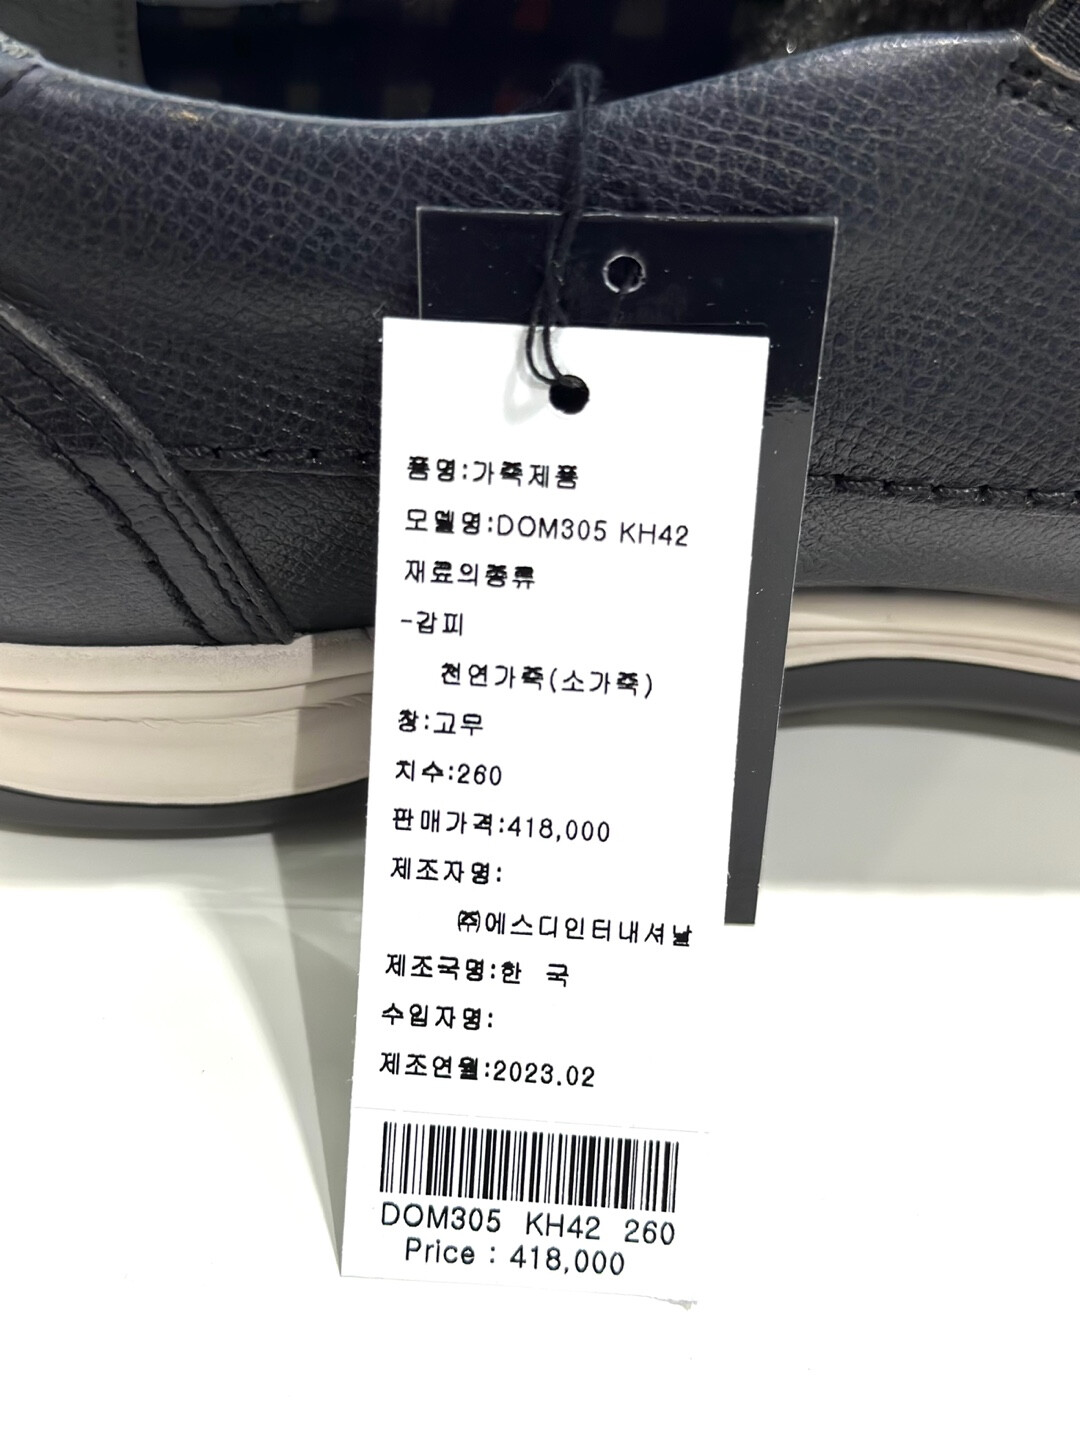 품명:가죽제품
모델명:DOM305 KH42
재료의종류
-갑피
천연가죽(소가죽)
창:고무
치수:260
판매가격:418,000
제조자명:
㈜에스디인터내셔날
제조국명:한 국
수입자명:
제조연월:2023.02
DOM305 KH42 260
Price : 418,000